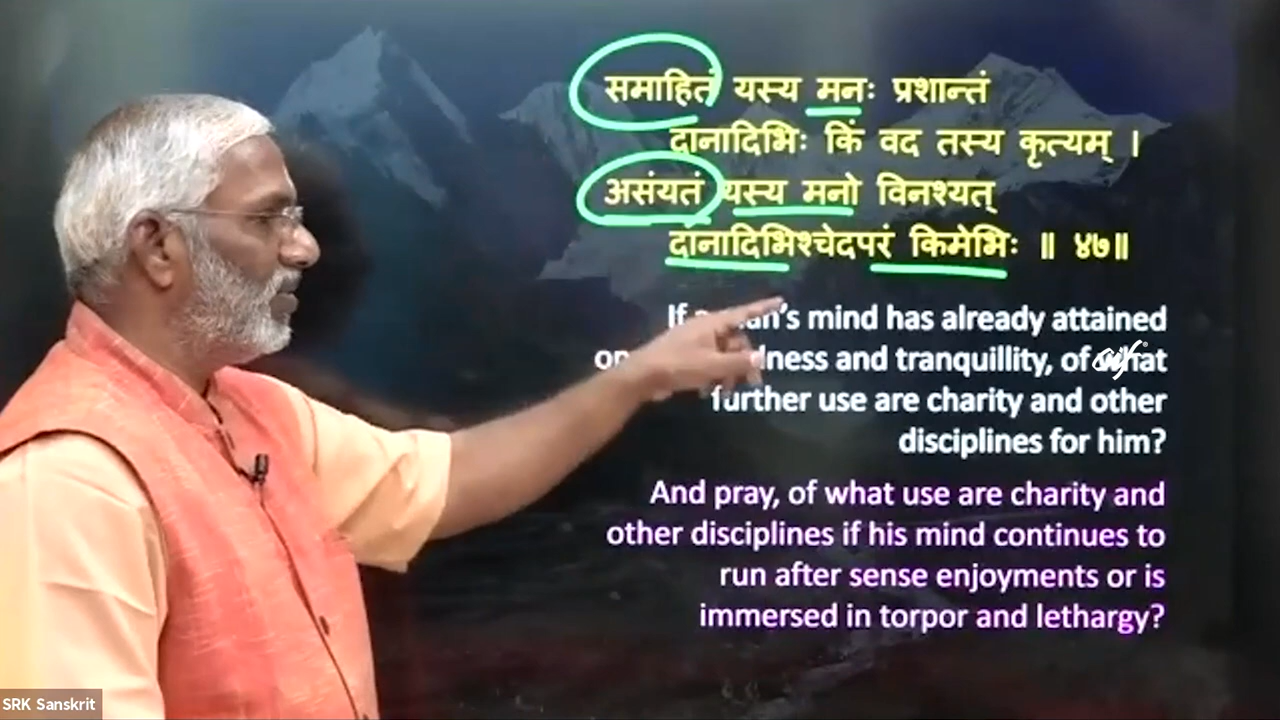 समाहितं यस्य मनः प्रशान्तं
दानादिभिः किं वद तस्य कृत्यम् ।
असंयतं यस्य मनो विनश्यत्
दानादिभिश्चेदपरं किमेभिः ॥ ४७॥
If a man's mind has already attained
and tranquillity, of what
further use are charity and other
disciplines for him?
And pray, of what use are charity and
other disciplines if his mind continues to
run after sense enjoyments or is
immersed in torpor and lethargy?
SRK Sanskrit